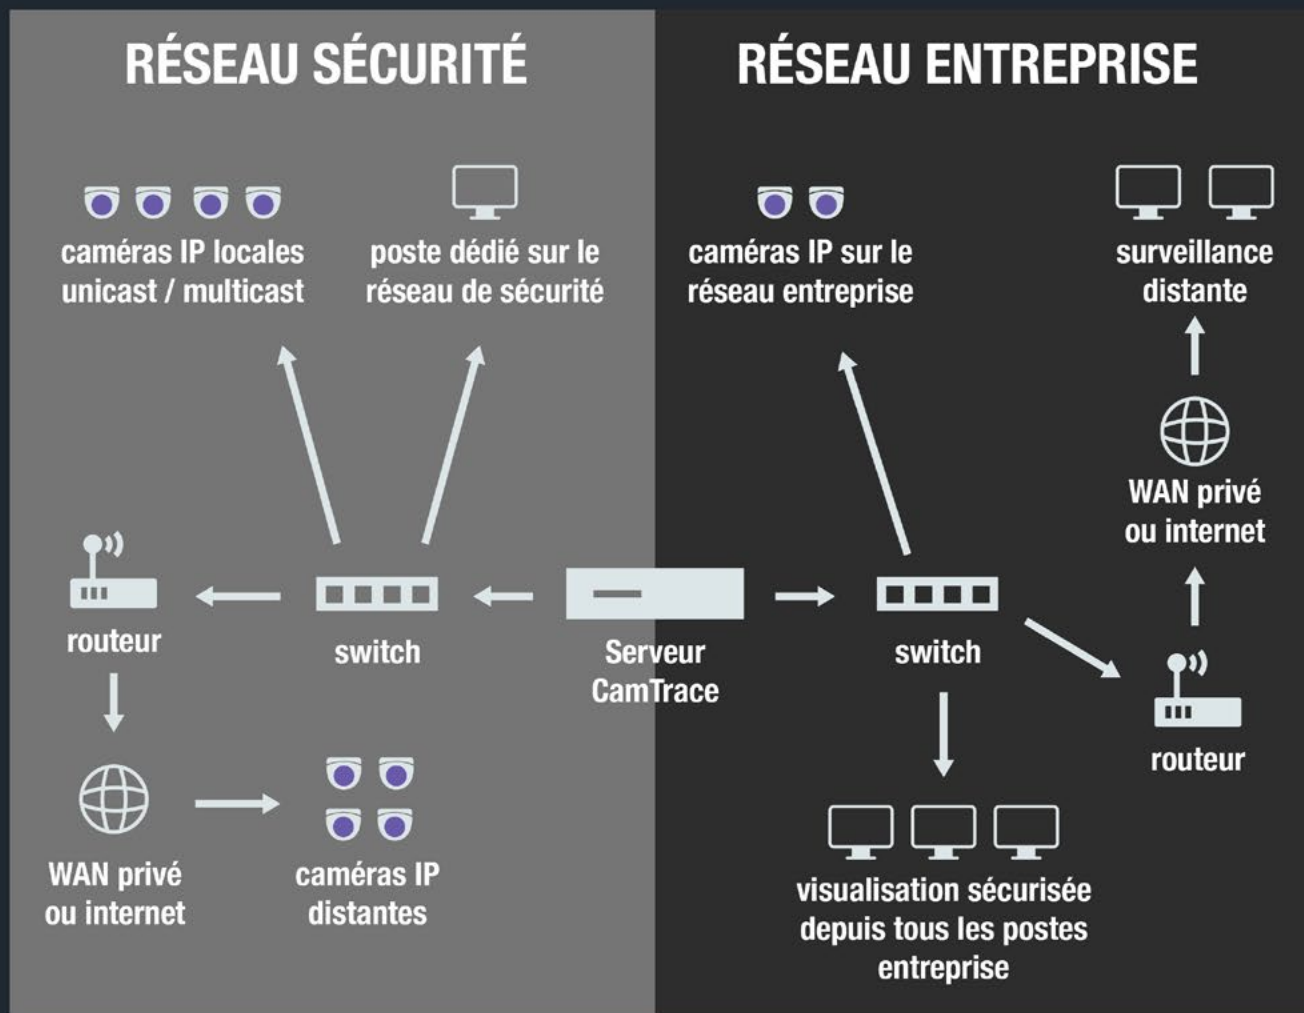 RÉSEAU SÉCURITÉ
caméras IP locales
unicast / multicast
poste dédié sur le
réseau de sécurité
routeur
switch
Serveur
CamTrace
WAN privé
ou internet
caméras IP
distantes
RÉSEAU ENTREPRISE
caméras IP sur le
réseau entreprise
surveillance
distante
WAN privé
ou internet
switch
routeur
visualisation sécurisée
depuis tous les postes
entreprise